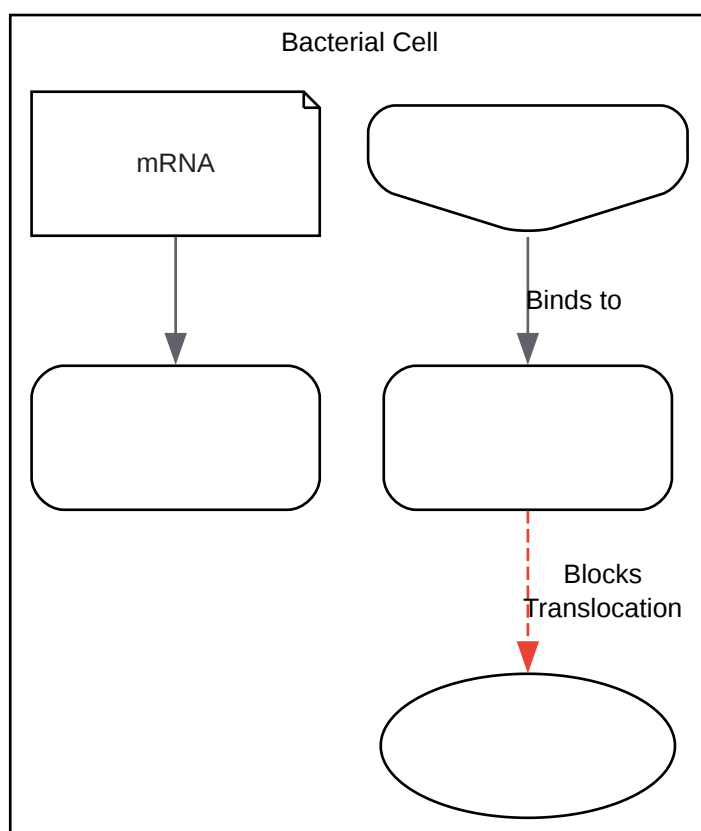 Bacterial Cell
mRNA
Binds to
Blocks
Translocation